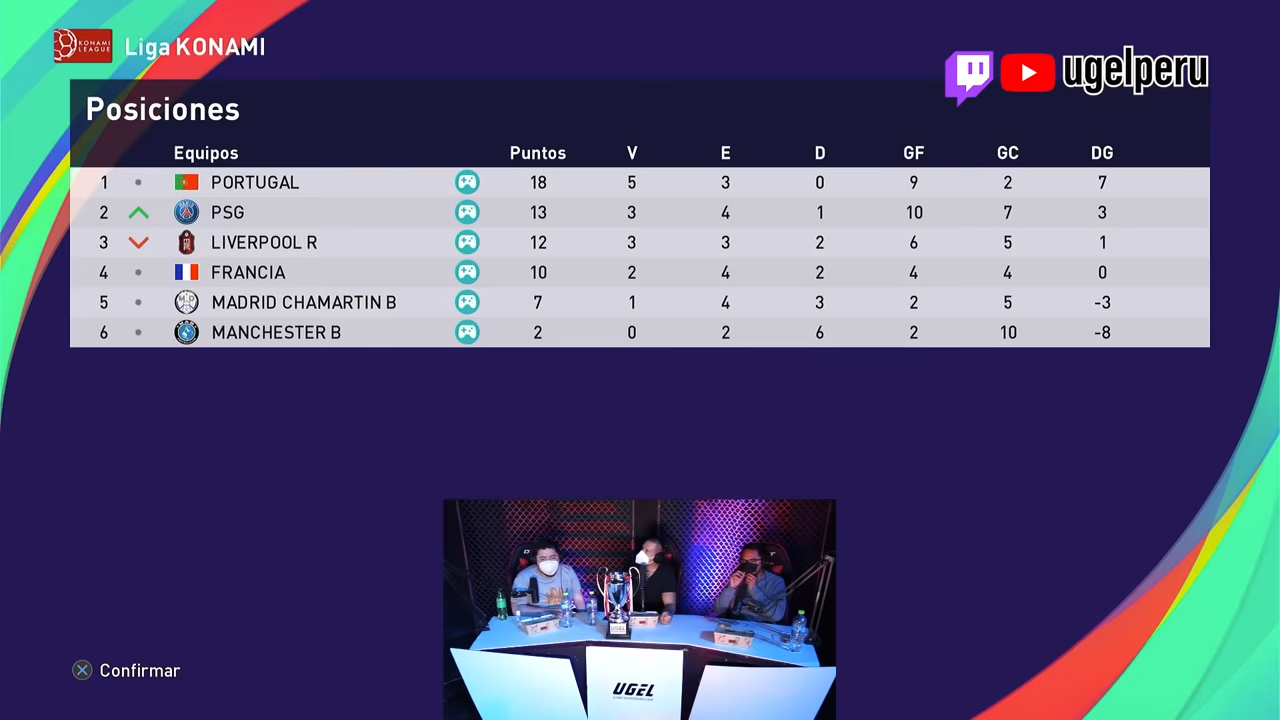 KONAMI LEAGUE Liga KONAMI
ugelperu
Posiciones
Equipos Puntos V E D GF GC DG
1 PORTUGAL 18 5 3 0 9 2 7
2 PSG 13 3 4 1 10 7 3
3 LIVERPOOL R 12 3 3 2 6 5 1
4 FRANCIA 10 2 4 2 4 4 0
5 MADRID CHAMARTIN B 7 1 4 3 2 5 -3
6 MANCHESTER B 2 0 2 6 2 10 -8
UGEL
UGEL
Confirmar